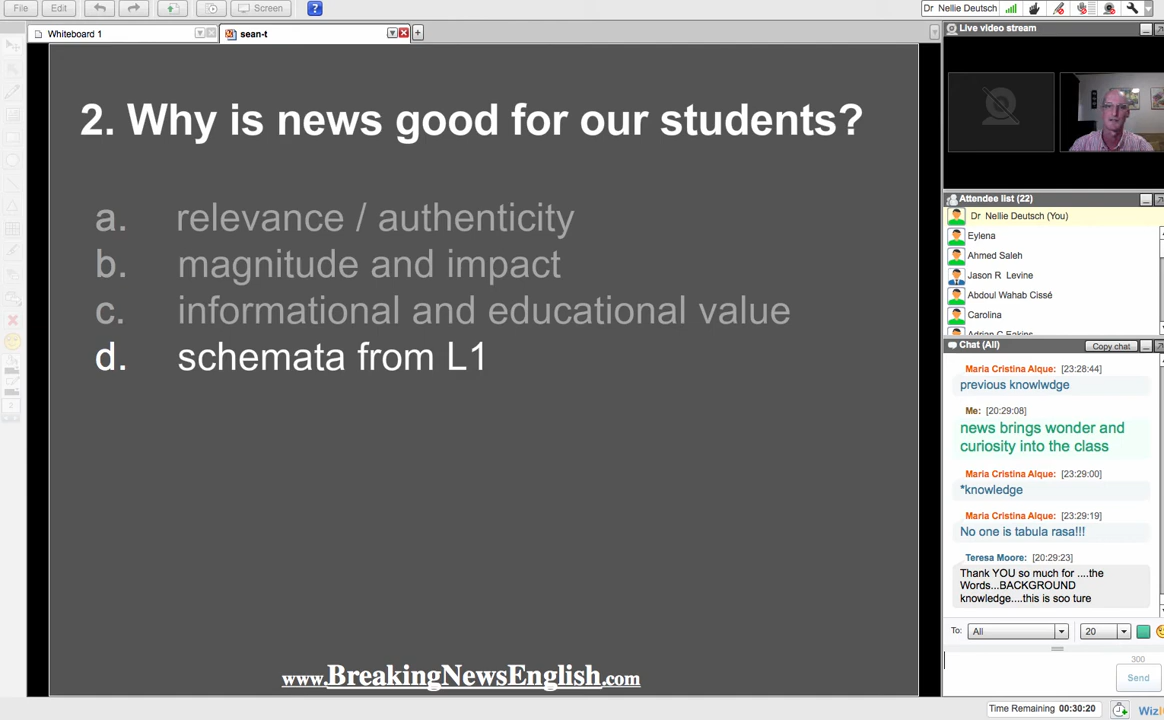 File
Edit
Screen
?
Dr Nellie Deutsch
Whiteboard 1
sean-t
Live video stream
2. Why is news good for our students?
a. relevance / authenticity
b. magnitude and impact
c. informational and educational value
d. schemata from L1
www.BreakingNewsEnglish.com
Attendee list (22)
Dr Nellie Deutsch (You)
Eylena
Ahmed Saleh
Jason R Levine
Abdoul Wahab Cissé
Carolina
Adrian C Eakins
Chat (All)
Copy chat
Maria Cristina Alque: [23:28:44]
previous knowlwdge
Me: [20:29:08]
news brings wonder and
curiosity into the class
Maria Cristina Alque: [23:29:00]
*knowledge
Maria Cristina Alque: [23:29:19]
No one is tabula rasa!!!
Teresa Moore: [20:29:23]
Thank YOU so much for ....the
Words...BACKGROUND
knowledge....this is soo ture
To: All 20
300
Send
Time Remaining 00:30:20